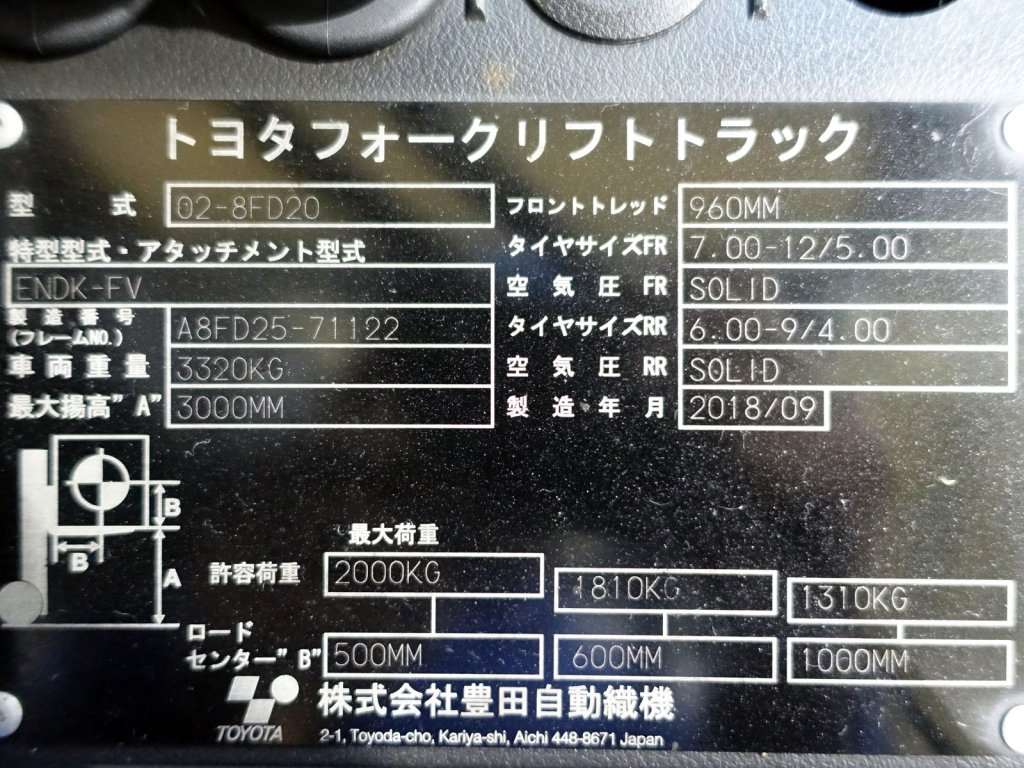 トヨタフォークリフトトラック
型式 02-8FD20 フロントトレッド 960MM
特型型式・アタッチメント型式 タイヤサイズFR 7.00-12/5.00
ENDK-FV 空気圧 FR SOLID
製造番号
(フレームNO.) A8FD25-71122 タイヤサイズRR 6.00-9/4.00
車両重量 3320KG 空気圧 RR SOLID
最大揚高"A" 3000MM 製造年月 2018/09
B
B
A
最大荷重
許容荷重 2000KG 1810KG 1310KG
ロード
センター"B" 500MM 600MM 1000MM
株式会社豊田自動織機
TOYOTA 2-1, Toyoda-cho, Kariya-shi, Aichi 448-8671 Japan